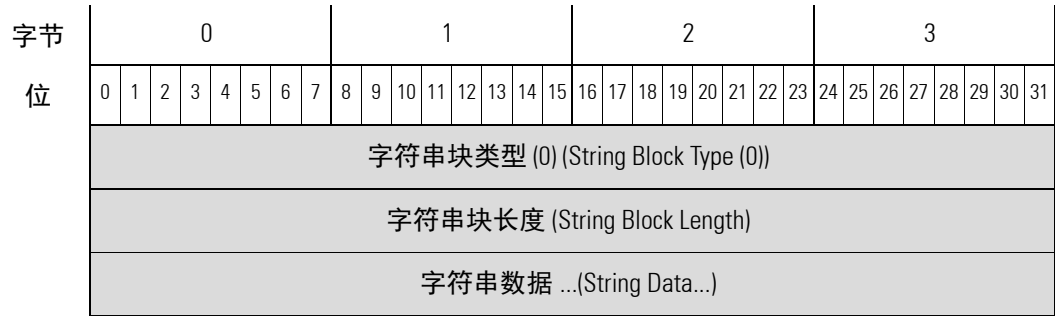 字节 0 1 2 3
位 0 1 2 3 4 5 6 7 8 9 10 11 12 13 14 15 16 17 18 19 20 21 22 23 24 25 26 27 28 29 30 31
字符串块类型 (0) (String Block Type (0))
字符串块长度 (String Block Length)
字符串数据 ...(String Data...)